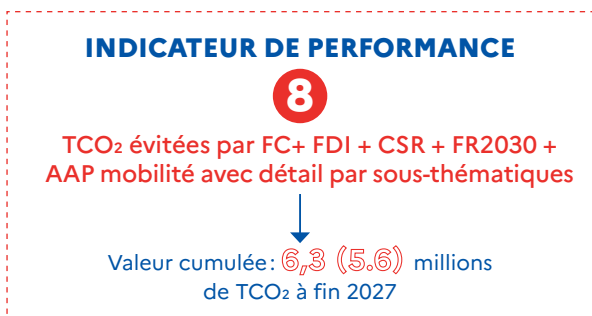 INDICATEUR DE PERFORMANCE
8
TCO₂ évitées par FC+ FDI + CSR + FR2030 +
AAP mobilité avec détail par sous-thématiques
Valeur cumulée: 6,3 (5.6) millions
de TCO₂ à fin 2027